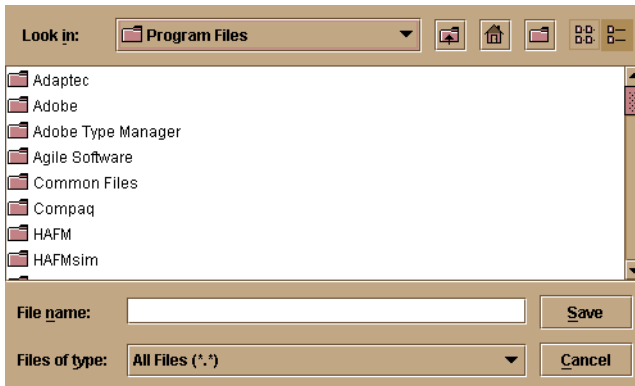 Look in: Program Files
Adaptec
Adobe
Adobe Type Manager
Agile Software
Common Files
Compaq
HAFM
HAFMsim
File name: Save
Files of type: All Files (*.*) Cancel